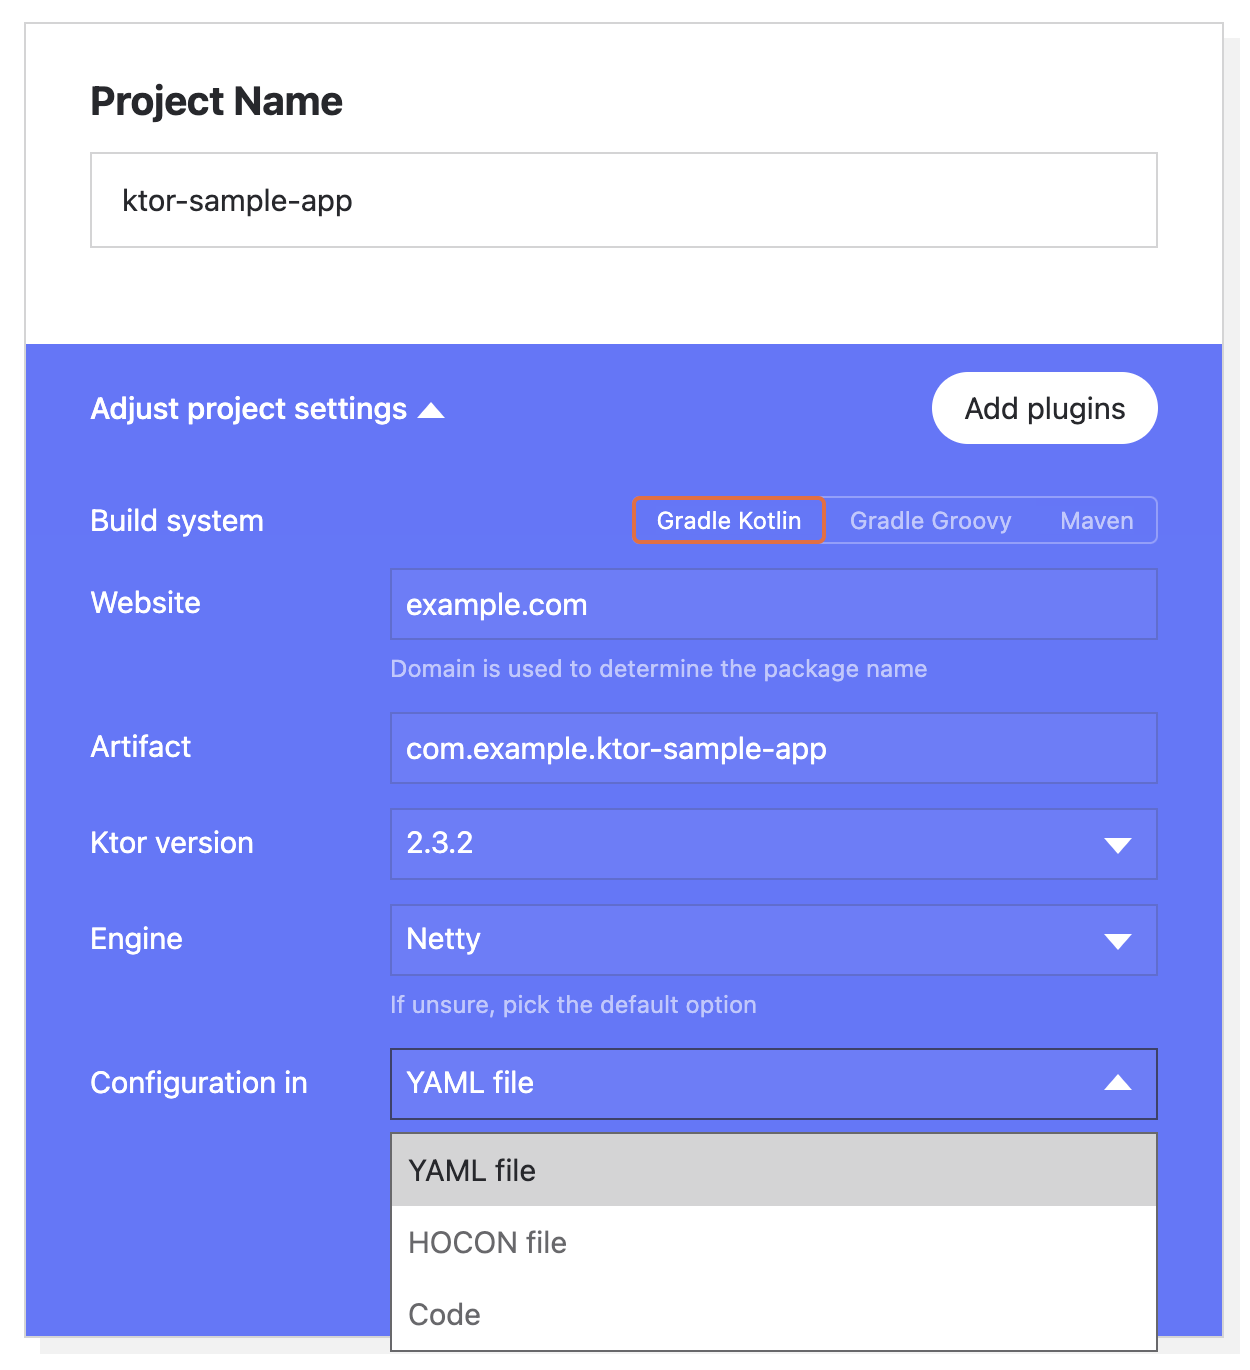 Project Name
ktor-sample-app
Adjust project settings
Add plugins
Build system
Gradle Kotlin
Gradle Groovy
Maven
Website
example.com
Domain is used to determine the package name
Artifact
com.example.ktor-sample-app
Ktor version
2.3.2
Engine
Netty
If unsure, pick the default option
Configuration in
YAML file
YAML file
HOCON file
Code